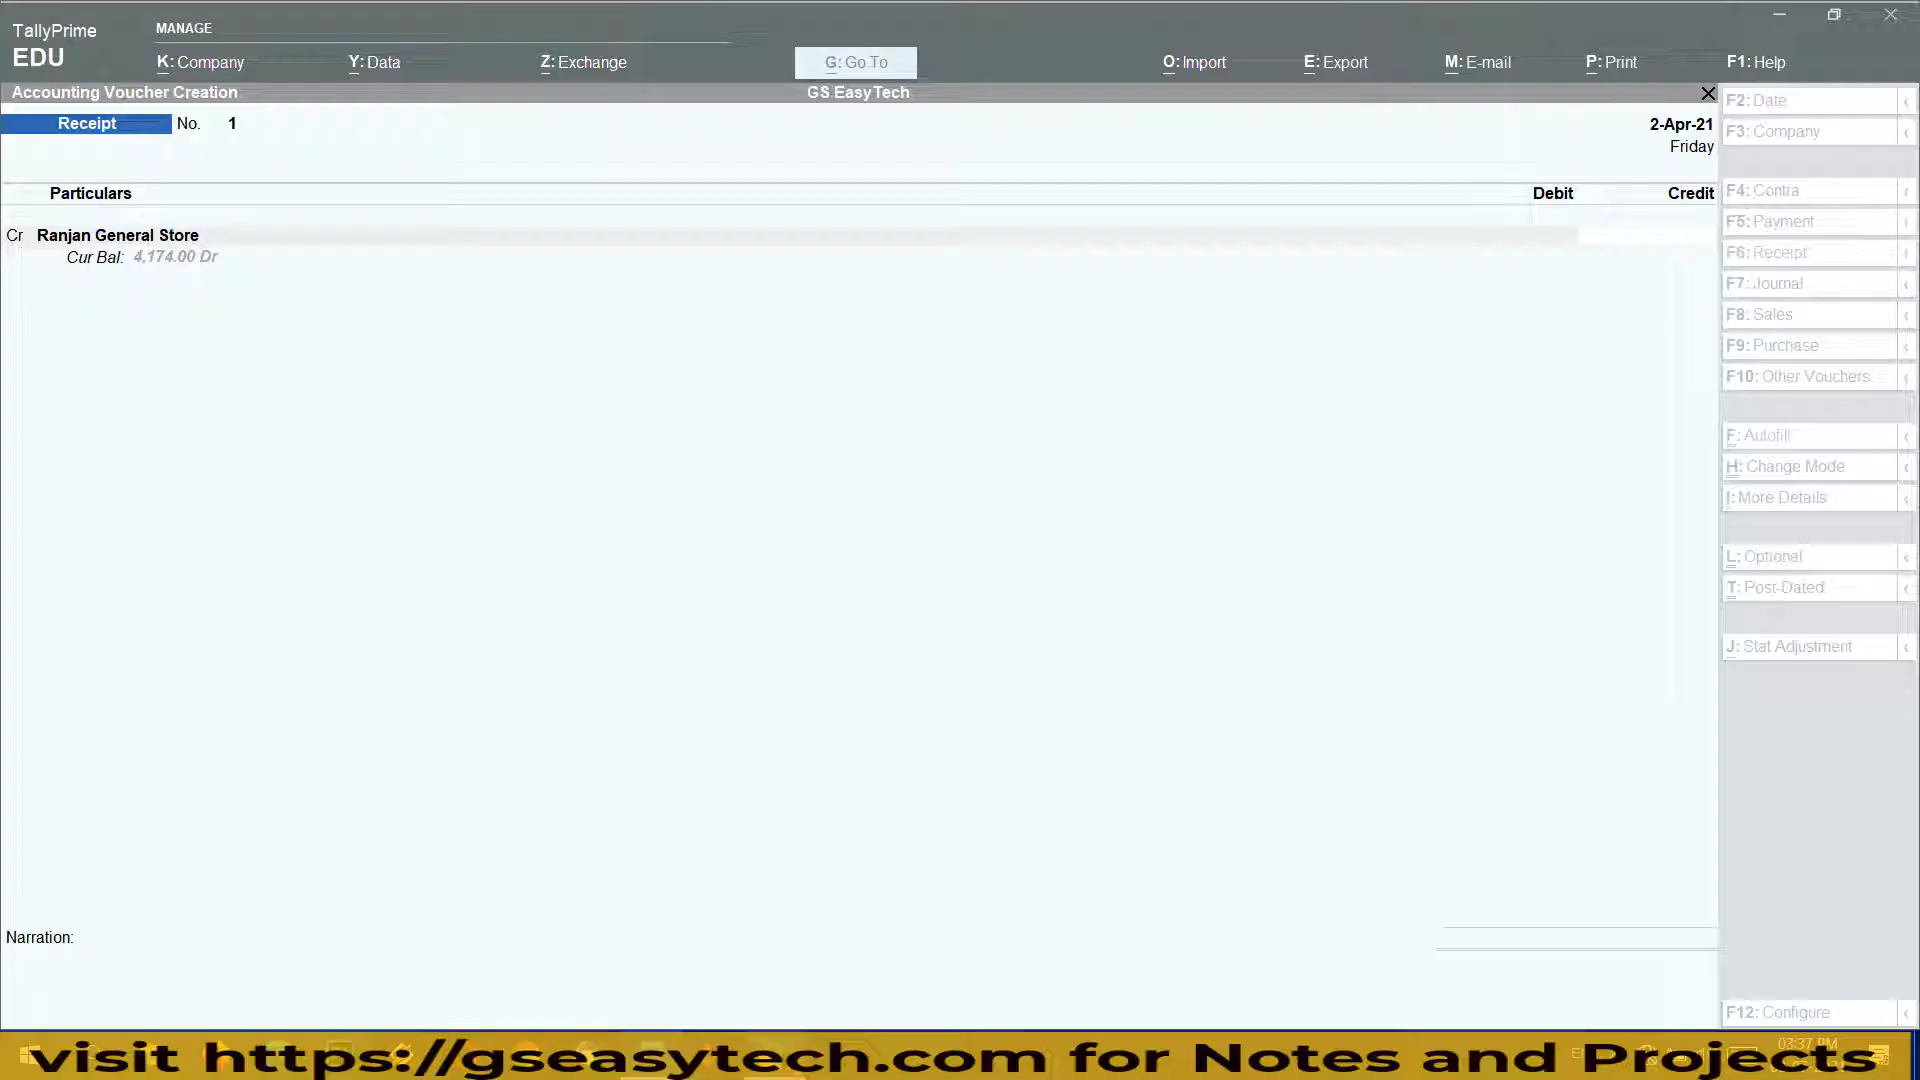 TallyPrime
EDU
MANAGE
K: Company
Y: Data
Z: Exchange
G: Go To
O: Import
E: Export
M: E-mail
P: Print
F1: Help
Accounting Voucher Creation
GS EasyTech
Receipt No. 1
2-Apr-21
Friday
Particulars
Debit
Credit
Cr Ranjan General Store
Cur Bal: 4,174.00 Dr
Narration:
F2: Date
F3: Company
F4: Contra
F5: Payment
F6: Receipt
F7: Journal
F8: Sales
F9: Purchase
F10: Other Vouchers
F: Autofill
H: Change Mode
I: More Details
L: Optional
T: Post-Dated
J: Stat Adjustment
F12: Configure
visit https://gseasytech.com for Notes and Projects
03:37 PM